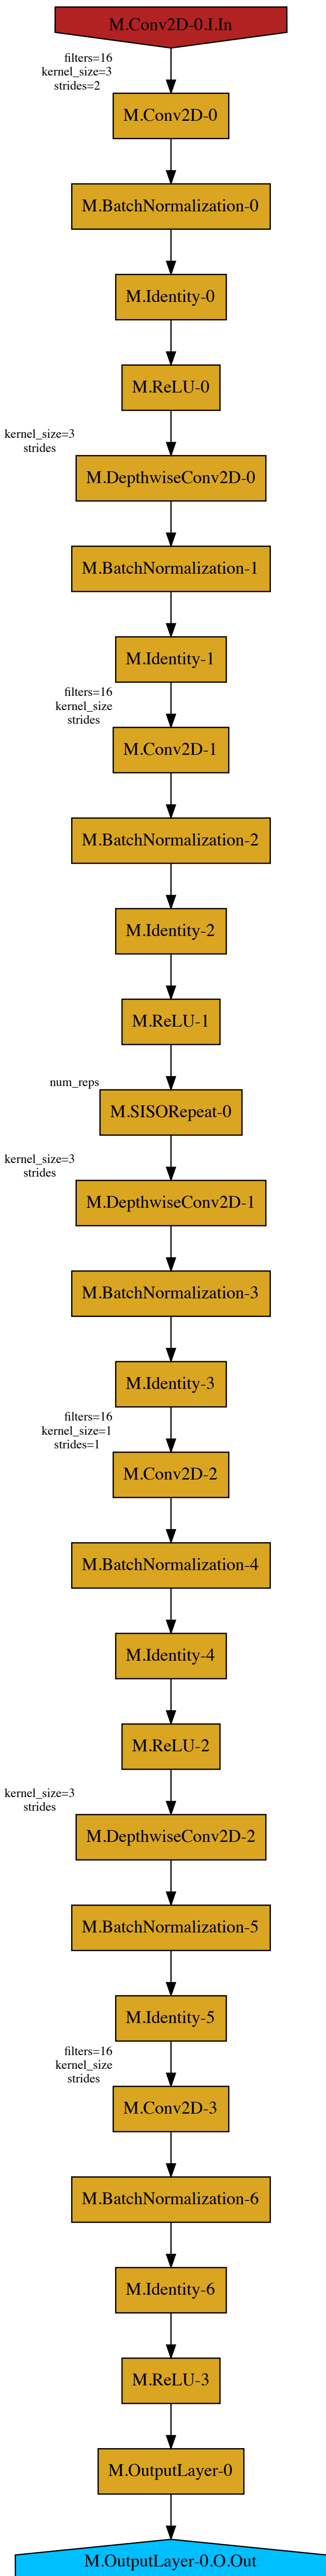 M.Conv2D-0.I.In
filters=16
kernel_size=3
strides=2
M.Conv2D-0
M.BatchNormalization-0
M.Identity-0
M.ReLU-0
kernel_size=3
strides
M.DepthwiseConv2D-0
M.BatchNormalization-1
M.Identity-1
filters=16
kernel_size
strides
M.Conv2D-1
M.BatchNormalization-2
M.Identity-2
M.ReLU-1
num_reps
M.SISORepeat-0
kernel_size=3
strides
M.DepthwiseConv2D-1
M.BatchNormalization-3
M.Identity-3
filters=16
kernel_size=1
strides=1
M.Conv2D-2
M.BatchNormalization-4
M.Identity-4
M.ReLU-2
kernel_size=3
strides
M.DepthwiseConv2D-2
M.BatchNormalization-5
M.Identity-5
filters=16
kernel_size
strides
M.Conv2D-3
M.BatchNormalization-6
M.Identity-6
M.ReLU-3
M.OutputLayer-0
M.OutputLayer-0.O.Out